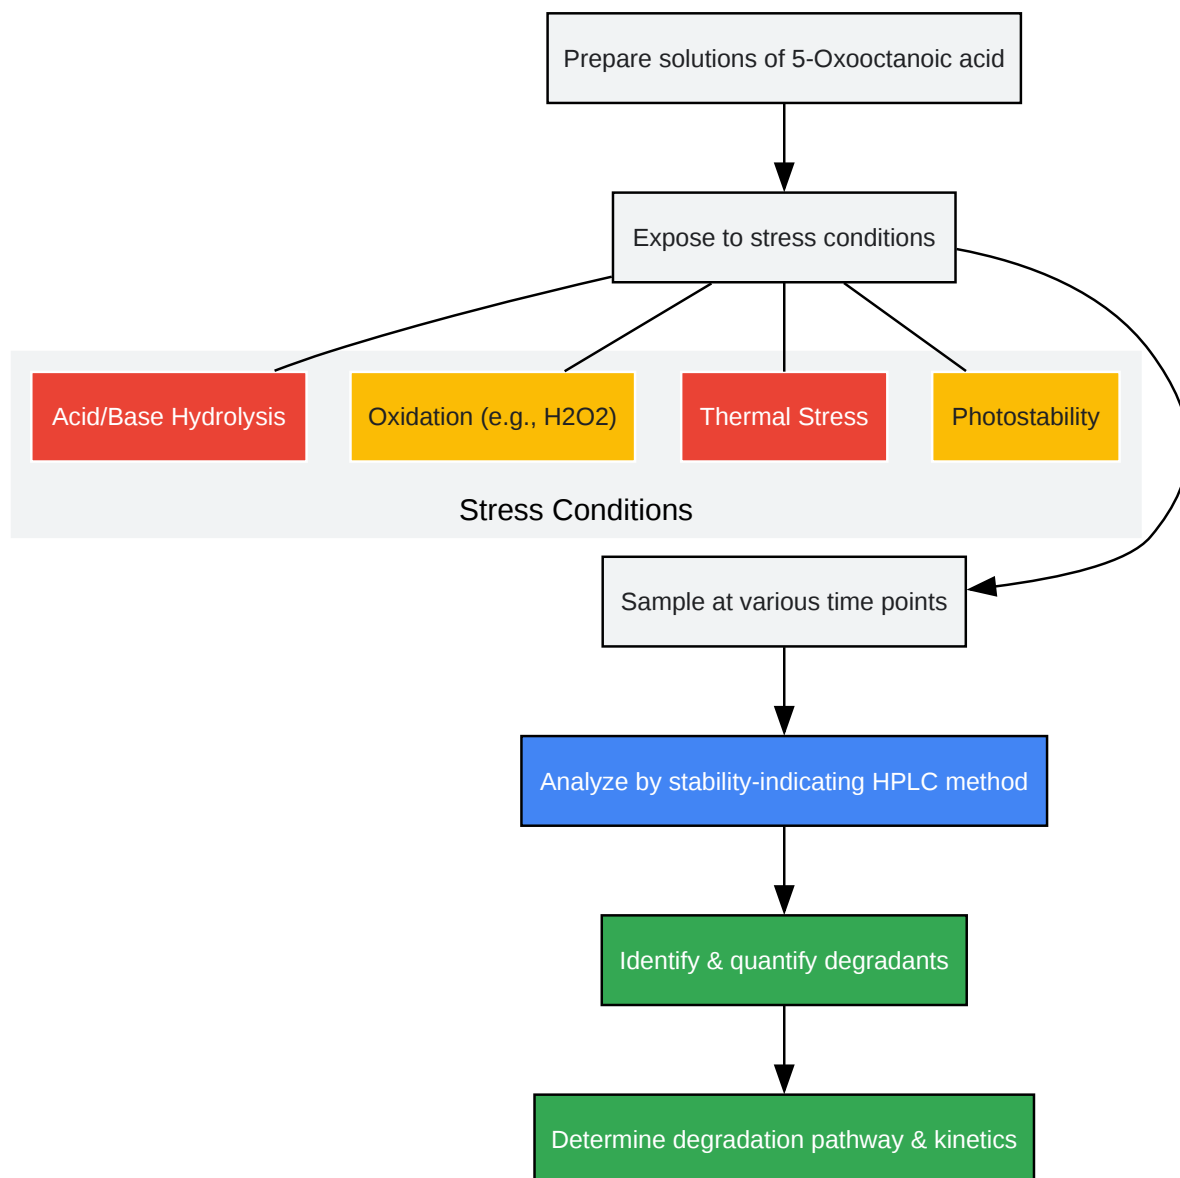 Prepare solutions of 5-Oxooctanoic acid
Expose to stress conditions
Acid/Base Hydrolysis
Oxidation (e.g., H2O2)
Thermal Stress
Photostability
Stress Conditions
Sample at various time points
Analyze by stability-indicating HPLC method
Identify & quantify degradants
Determine degradation pathway & kinetics